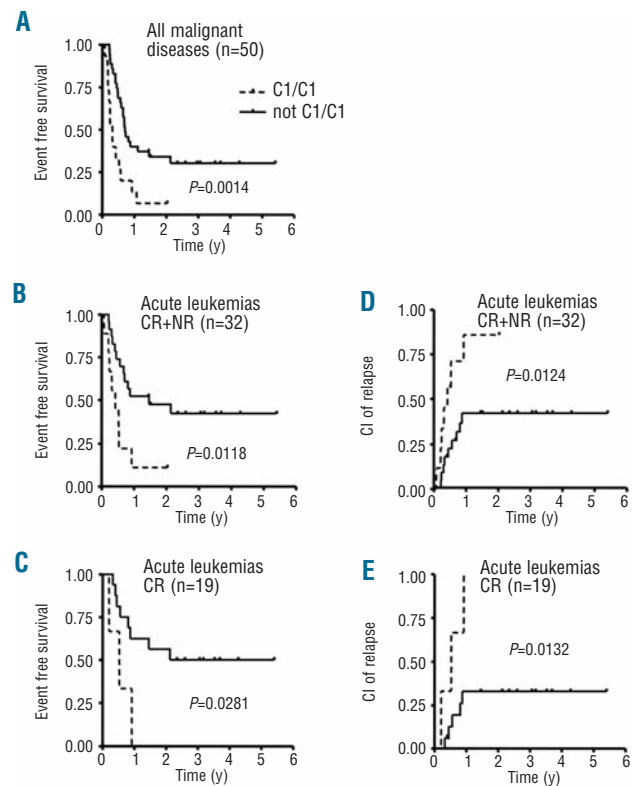 A
All malignant
diseases (n=50)
C1/C1
not C1/C1
Event free survival
1.00
0.75
0.50
0.25
0.00
P=0.0014
0 1 2 3 4 5 6
Time (y)
B
Acute leukemias
CR+NR (n=32)
Event free survival
1.00
0.75
0.50
0.25
0.00
P=0.0118
0 1 2 3 4 5 6
Time (y)
D
Acute leukemias
CR+NR (n=32)
CI of relapse
1.00
0.75
0.50
0.25
0.00
P=0.0124
0 1 2 3 4 5 6
Time (y)
C
Acute leukemias
CR (n=19)
Event free survival
1.00
0.75
0.50
0.25
0.00
P=0.0281
0 1 2 3 4 5 6
Time (y)
E
Acute leukemias
CR (n=19)
CI of relapse
1.00
0.75
0.50
0.25
0.00
P=0.0132
0 1 2 3 4 5 6
Time (y)